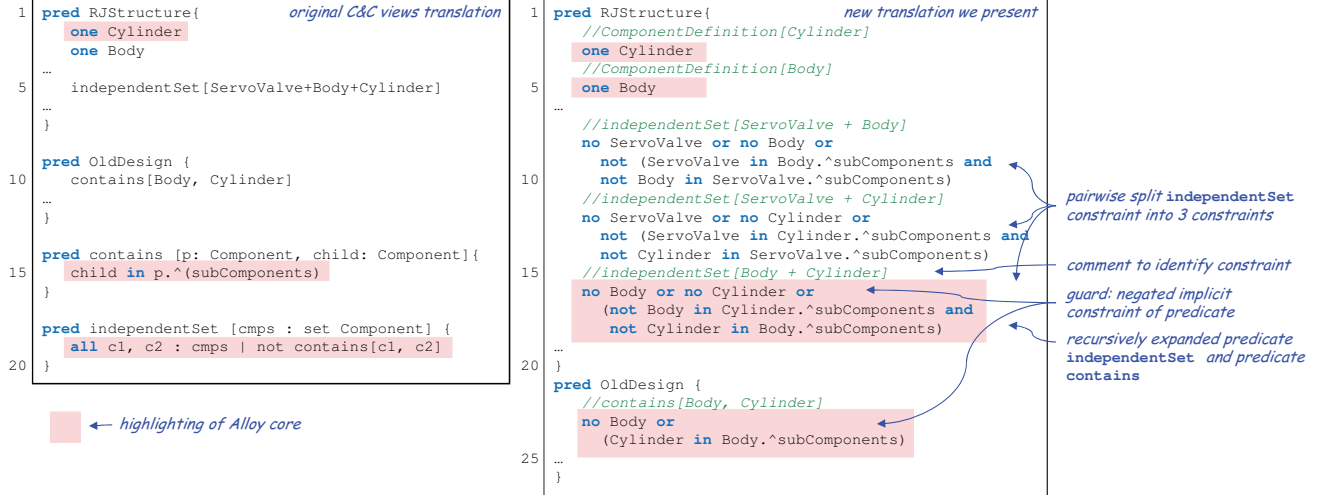 original C&C views translation
1 pred RJStructure{
one Cylinder
one Body
…
5 independentSet[ServoValve+Body+Cylinder]
…
}
pred OldDesign {
10 contains[Body, Cylinder]
…
}
pred contains [p: Component, child: Component]{
15 child in p.^(subComponents)
}
pred independentSet [cmps : set Component] {
all c1, c2 : cmps | not contains[c1, c2]
20 }
highlighting of Alloy core
new translation we present
1 pred RJStructure{
//ComponentDefinition[Cylinder]
one Cylinder
//ComponentDefinition[Body]
5 one Body
…
//independentSet[ServoValve + Body]
no ServoValve or no Body or
not (ServoValve in Body.^subComponents and
10 not Body in ServoValve.^subComponents)
//independentSet[ServoValve + Cylinder]
no ServoValve or no Cylinder or
not (ServoValve in Cylinder.^subComponents and
not Cylinder in ServoValve.^subComponents)
15 //independentSet[Body + Cylinder]
no Body or no Cylinder or
(not Body in Cylinder.^subComponents and
not Cylinder in Body.^subComponents)
…
20 }
pred OldDesign {
//contains[Body, Cylinder]
no Body or
(Cylinder in Body.^subComponents)
25 …
}
pairwise split independentSet
constraint into 3 constraints
comment to identify constraint
guard: negated implicit
constraint of predicate
recursively expanded predicate
independentSet and predicate
contains